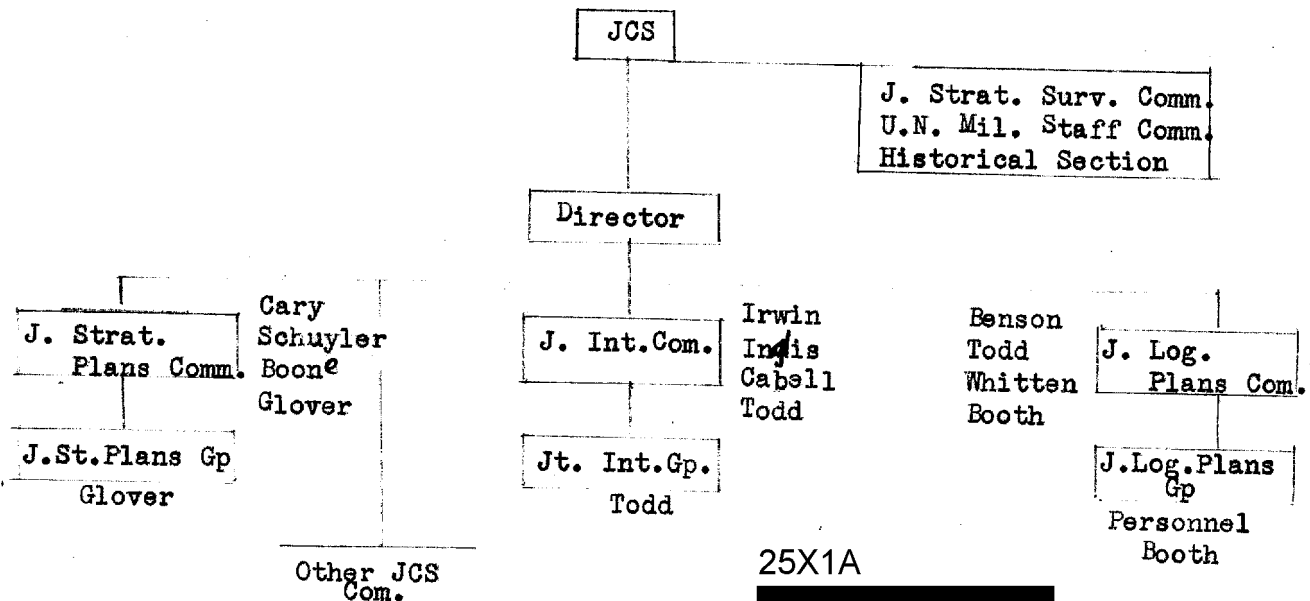 JCS
J. Strat. Surv. Comm.
U.N. Mil. Staff Comm.
Historical Section
Director
J. Strat.
Plans Comm.
Cary
Schuyler
Boone
Glover
J. Int.Com.
Irwin
Cabell
Todd
Benson
Todd
Whitten
Booth
J. Log.
Plans Com.
J.St.Plans Gp
Glover
Jt. Int.Gp.
Todd
J.Log.Plans
Gp
Personnel
Booth
Other JCS
Com.
25X1A